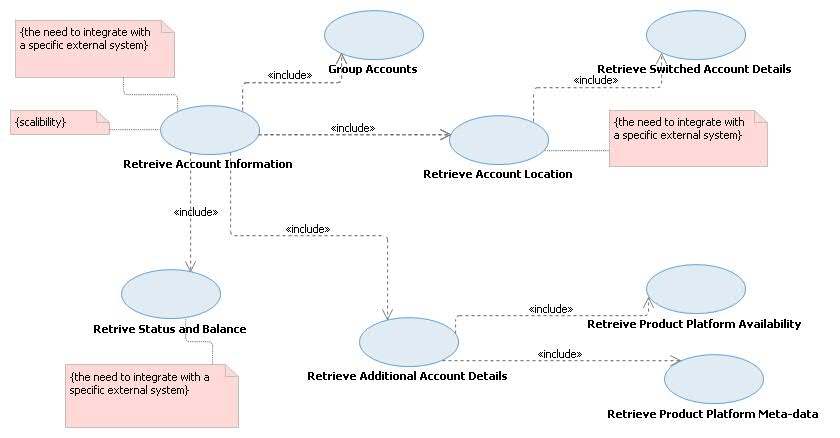 {the need to integrate with
a specific external system}
«include»
Group Accounts
Retrieve Switched Account Details
«include»
{scalibility}
«include»
{the need to integrate with
a specific external system}
Retreive Account Information
Retrieve Account Location
«include»
«include»
Retrive Status and Balance
«include»
Retrieve Product Platform Availability
«include»
{the need to integrate with a
specific external system}
Retrieve Additional Account Details
Retrieve Product Platform Meta-data